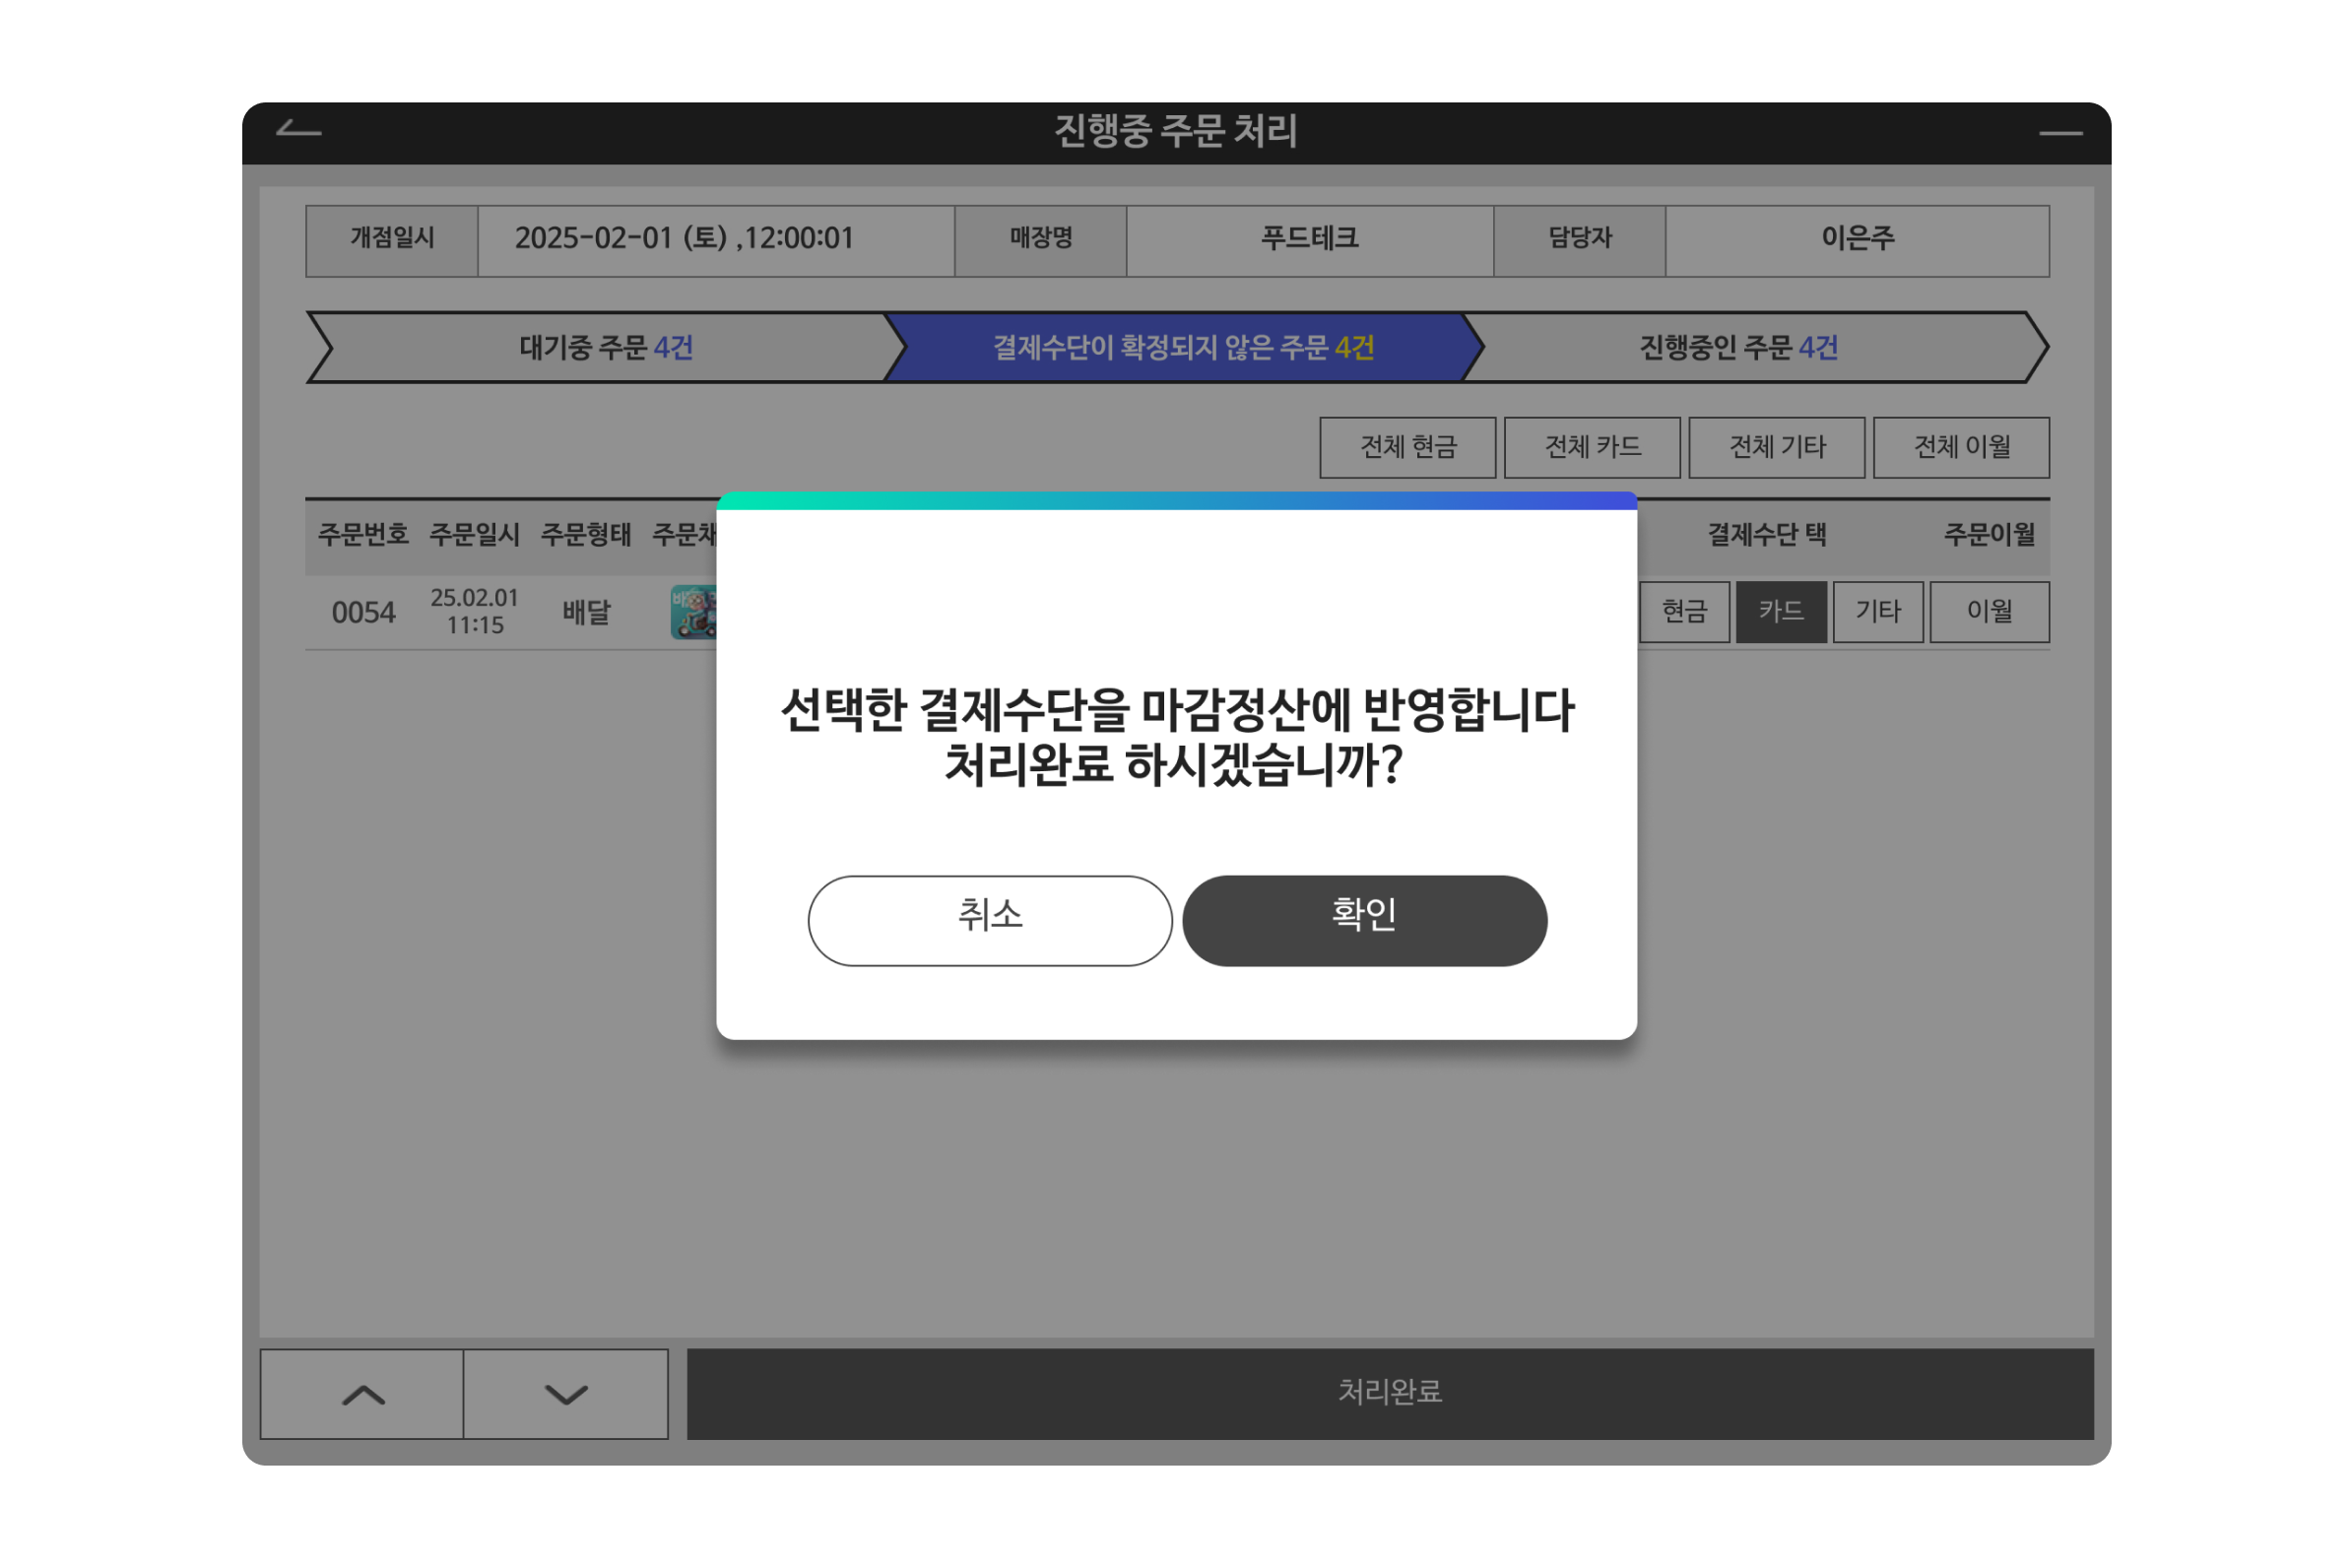 진행중 주문 처리
개점일시 2025-02-01 (토) ,12:00:01 매장명 푸드테크 담당자 이은주
대기중 주문 4건 결제수단이 확정되지 않은 주문 4건 진행중인 주문 4건
전체 현금 전체 카드 전체 기타 전체 이월
주문번호 주문일시 주문형태 결제수단 택 주문이월
0054 25.02.01 배달 현금 카드 기타 이월
11:15
선택한 결제수단을 마감정산에 반영합니다
처리완료 하시겠습니까?
취소 확인
처리완료